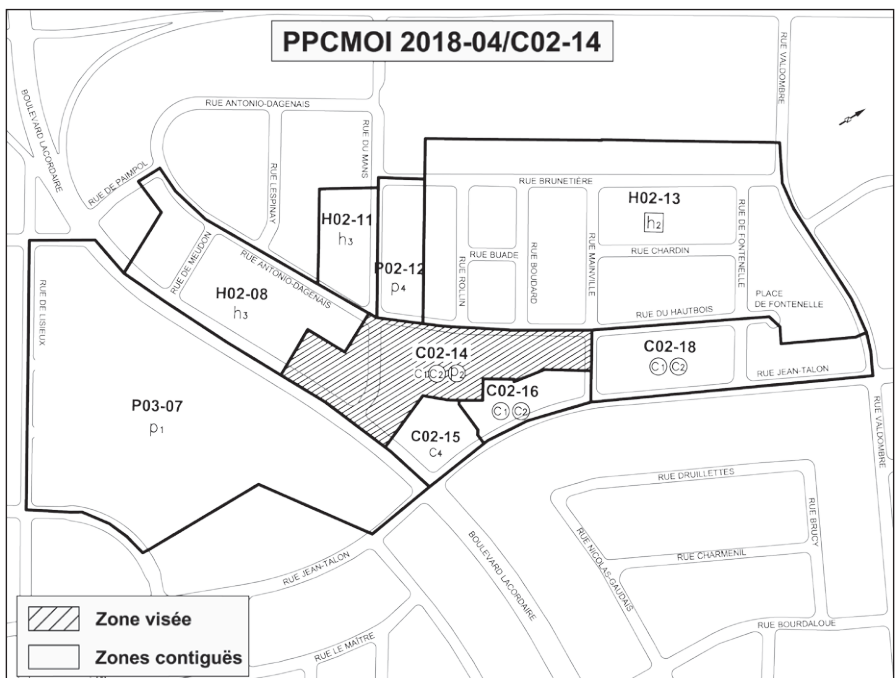 PPCMOI 2018-04/C02-14
BOULEVARD LACORDAIRE
RUE ANTONIO-DAGENAIS
RUE DU MANS
RUE VALDOMBRE
N
RUE DE PAIMPOL
RUE LESPINAY
RUE BRUNETIÈRE
H02-11
h3
H02-13
h2
RUE DE FONTENELLE
RUE DE MEUDON
RUE ANTONIO-DAGENAIS
P02-12
p4
RUE ROLLIN
RUE BUADE
RUE BOUDARD
RUE MAINVILLE
RUE CHARDIN
H02-08
h3
PLACE
DE FONTENELLE
RUE DU HAUTBOIS
RUE DE LISIEUX
C02-14
C2 p2
C02-18
C1 C2
RUE JEAN-TALON
C02-16
C1 C2
P03-07
p1
C02-15
C4
RUE VALDOMBRE
RUE DRUILLETTES
RUE BRUCY
RUE NICOLAS-GAUDAIS
RUE CHARMENIL
BOULEVARD LACORDAIRE
RUE JEAN-TALON
RUE BOURDALOUE
RUE LE MAÎTRE
Zone visée
Zones contiguës